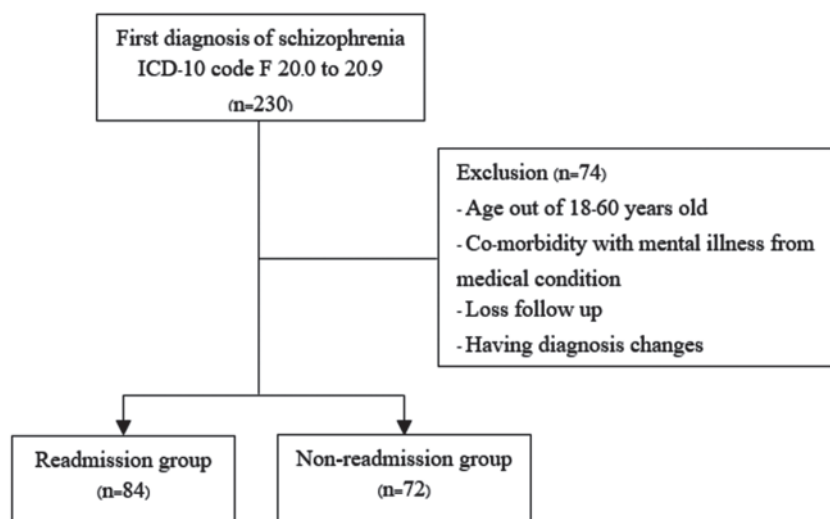 First diagnosis of schizophrenia
ICD-10 code F 20.0 to 20.9
(n=230)
Exclusion (n=74)
- Age out of 18-60 years old
- Co-morbidity with mental illness from
medical condition
- Loss follow up
- Having diagnosis changes
Readmission group
(n=84)
Non-readmission group
(n=72)